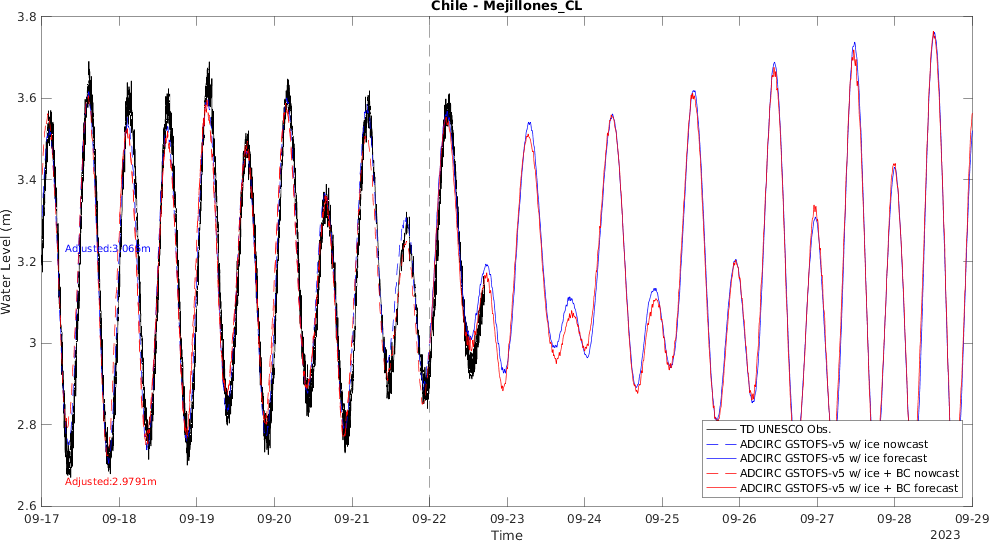 Chile - Mejillones_CL
Water Level (m)
3.8
3.6
3.4
3.2
3
2.8
2.6
Adjusted:3.066m
Adjusted:2.9791m
TD UNESCO Obs.
ADCIRC GSTOFS-v5 w/ ice nowcast
ADCIRC GSTOFS-v5 w/ ice forecast
ADCIRC GSTOFS-v5 w/ ice + BC nowcast
ADCIRC GSTOFS-v5 w/ ice + BC forecast
09-17 09-18 09-19 09-20 09-21 09-22 09-23 09-24 09-25 09-26 09-27 09-28 09-29
Time
2023